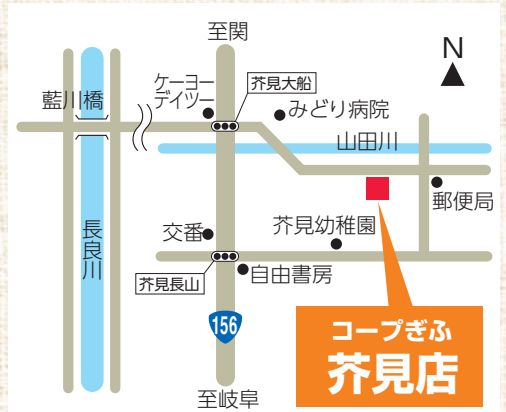 至関
N
ケーヨー
デイツー
芥見大船
藍川橋
みどり病院
山田川
郵便局
長良川
交番
芥見幼稚園
芥見長山
自由書房
156
コープぎふ
芥見店
至岐阜